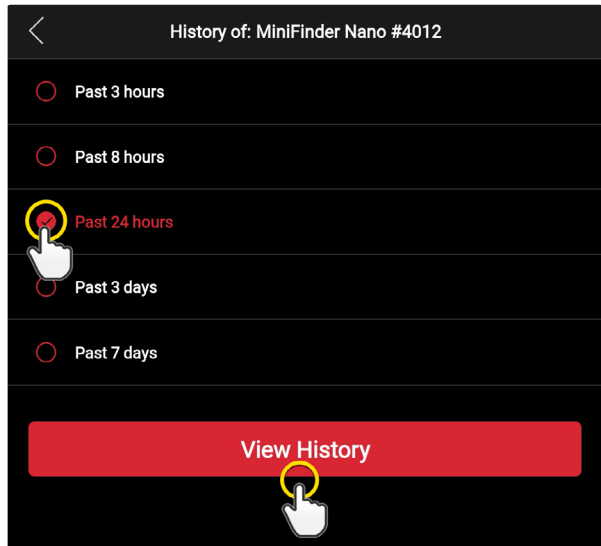 History of: MiniFinder Nano #4012
Past 3 hours
Past 8 hours
Past 24 hours
Past 3 days
Past 7 days
View History